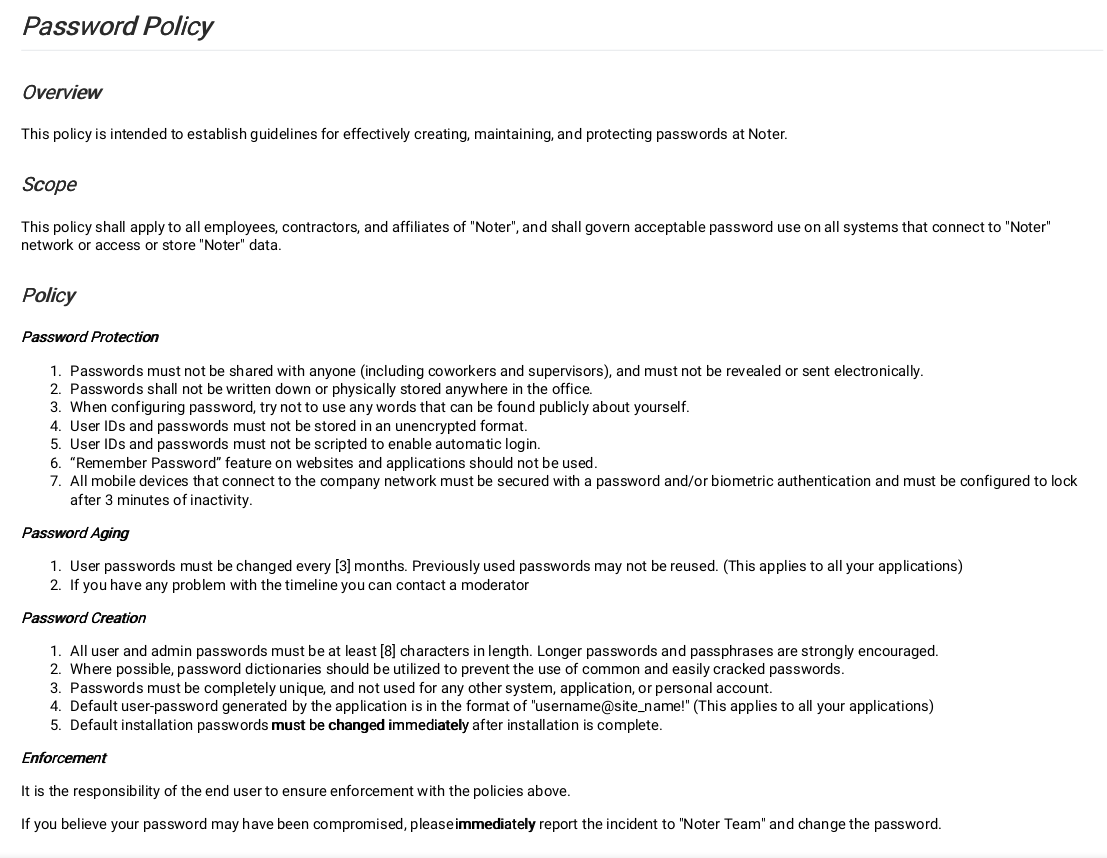 Password Policy
Overview
This policy is intended to establish guidelines for effectively creating, maintaining, and protecting passwords at Noter.
Scope
This policy shall apply to all employees, contractors, and affiliates of "Noter", and shall govern acceptable password use on all systems that connect to "Noter"
network or access or store "Noter" data.
Policy
Password Protection
1. Passwords must not be shared with anyone (including coworkers and supervisors), and must not be revealed or sent electronically.
2. Passwords shall not be written down or physically stored anywhere in the office.
3. When configuring password, try not to use any words that can be found publicly about yourself.
4. User IDs and passwords must not be stored in an unencrypted format.
5. User IDs and passwords must not be scripted to enable automatic login.
6. “Remember Password” feature on websites and applications should not be used.
7. All mobile devices that connect to the company network must be secured with a password and/or biometric authentication and must be configured to lock
after 3 minutes of inactivity.
Password Aging
1. User passwords must be changed every [3] months. Previously used passwords may not be reused. (This applies to all your applications)
2. If you have any problem with the timeline you can contact a moderator
Password Creation
1. All user and admin passwords must be at least [8] characters in length. Longer passwords and passphrases are strongly encouraged.
2. Where possible, password dictionaries should be utilized to prevent the use of common and easily cracked passwords.
3. Passwords must be completely unique, and not used for any other system, application, or personal account.
4. Default user-password generated by the application is in the format of "username@site_name!" (This applies to all your applications)
5. Default installation passwords must be changed immediately after installation is complete.
Enforcement
It is the responsibility of the end user to ensure enforcement with the policies above.
If you believe your password may have been compromised, please immediately report the incident to "Noter Team" and change the password.